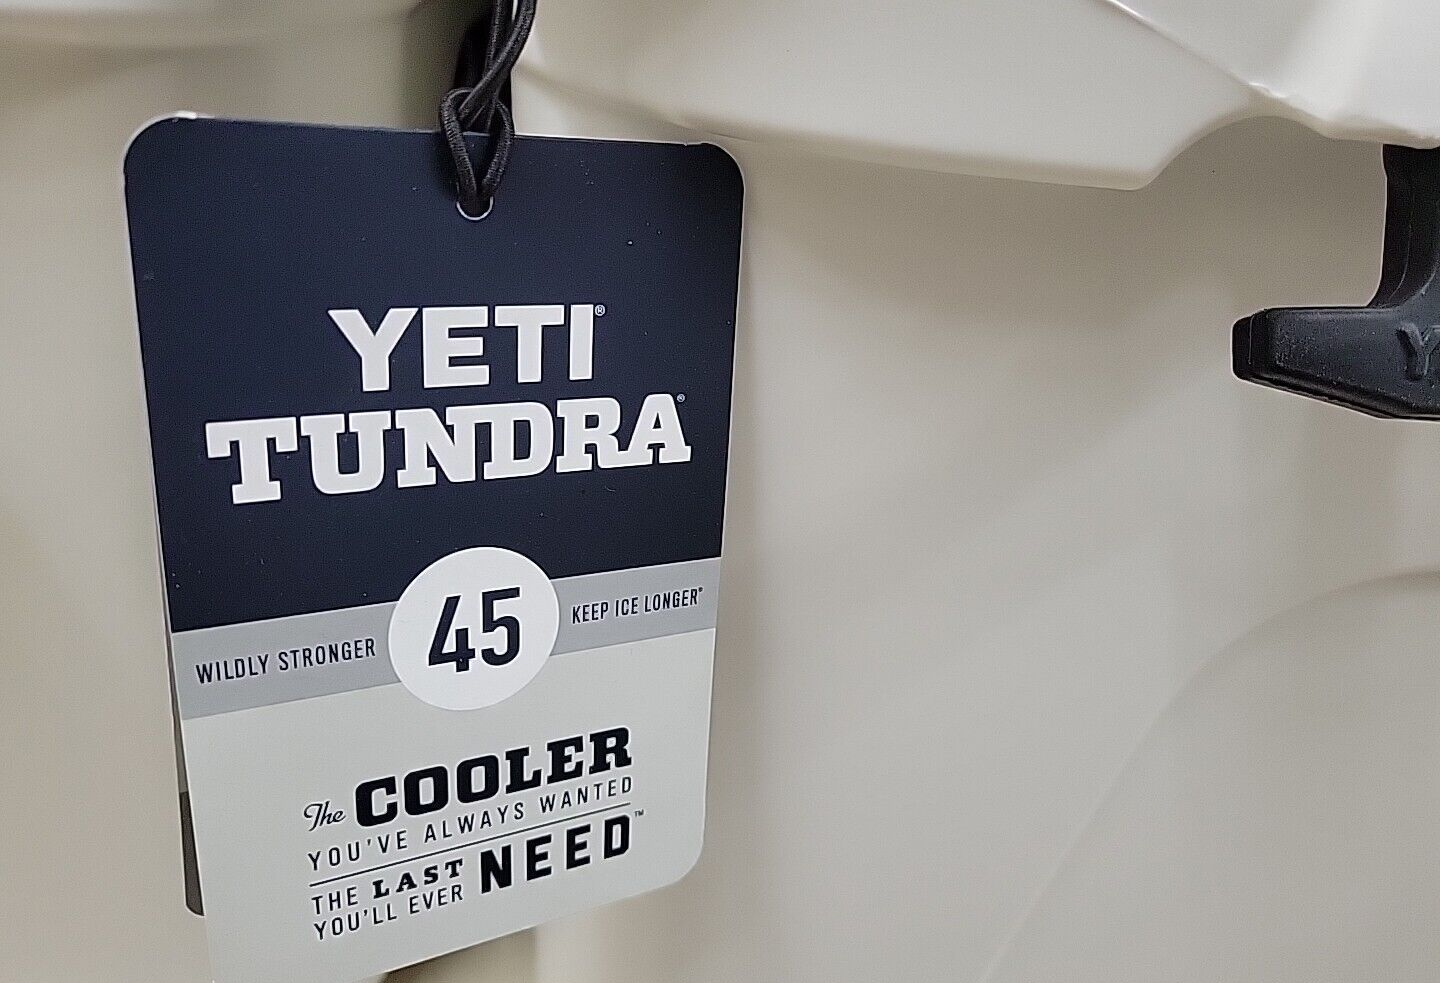 YETI®
TUNDRA®
WILDLY STRONGER 45 KEEP ICE LONGER®
The COOLER
YOU'VE ALWAYS WANTED
THE LAST
YOU'LL EVER NEED™